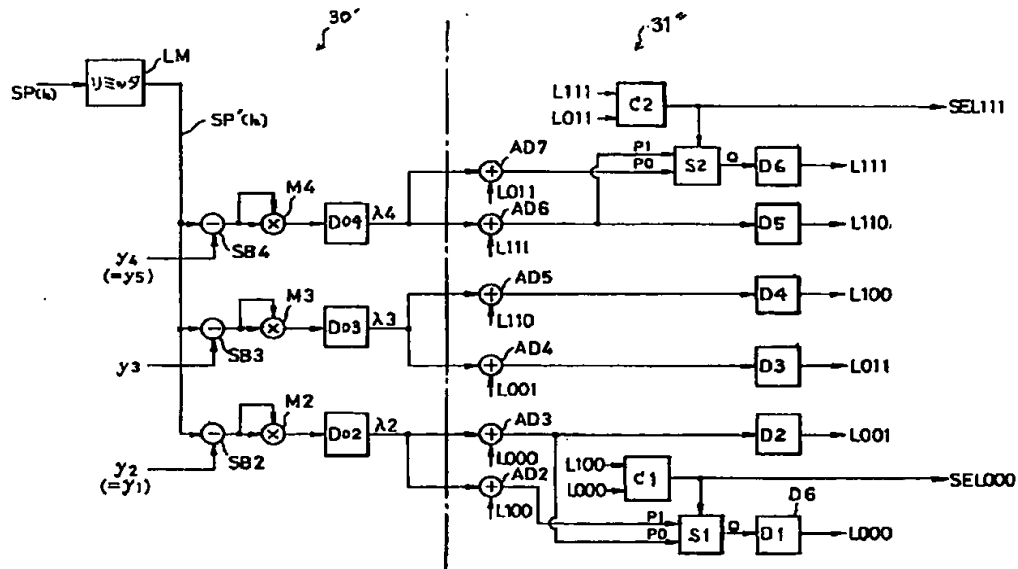 30'
31"
LM
SP(k)
リミッタ
SP'(k)
L111
L011
C2
SEL111
AD7
P1
P0
S2
Q
D6
L111
L011
M4
D04
λ4
AD6
D5
L110
SB4
y4
(=y5)
L111
M3
D03
λ3
AD5
D4
L100
L110
SB3
y3
AD4
D3
L011
L001
M2
D02
λ2
AD3
D2
L001
SB2
L000
y2
(=y1)
AD2
L100
L100
L000
C1
SEL000
D6
P1
P0
S1
Q
D1
L000